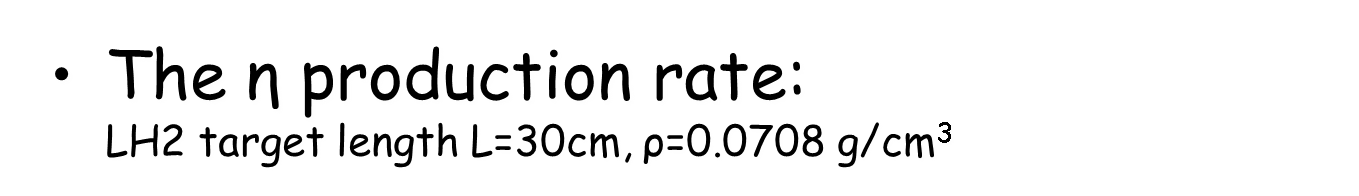 • The η production rate:
LH2 target length L=30cm, ρ=0.0708 g/cm³